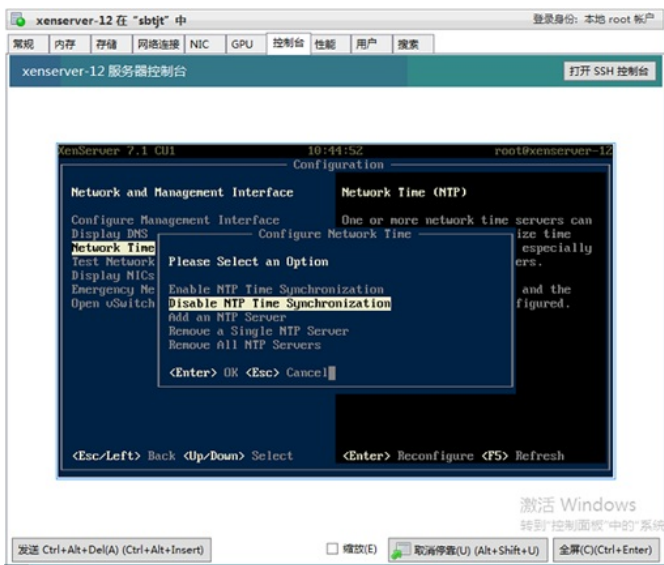 xenserver-12 在 "sbtjt" 中 登录身份: 本地 root 帐户
常规 内存 存储 网络连接 NIC GPU 控制台 性能 用户 搜索
xenserver-12 服务器控制台 打开 SSH 控制台
XenServer 7.1 CU1 10:44:52 root@xenserver-12
Configuration
Network and Management Interface Network Time (NTP)
Configure Management Interface One or more network time servers can
Display DNS Configure Network Time ize time
Network Time especially
Test Network Please Select an Option ers.
Display NICs
Emergency Ne Enable NTP Time Synchronization and the
Open vSwitch Disable NTP Time Synchronization figured.
Add an NTP Server
Remove a Single NTP Server
Remove All NTP Servers
<Enter> OK <Esc> Cancel
<Esc/Left> Back <Up/Down> Select <Enter> Reconfigure <F5> Refresh
激活 Windows
转到"控制面板"中的"系统
发送 Ctrl+Alt+Del(A) (Ctrl+Alt+Insert) 缩放(E) 取消停靠(U) (Alt+Shift+U) 全屏(C)(Ctrl+Enter)